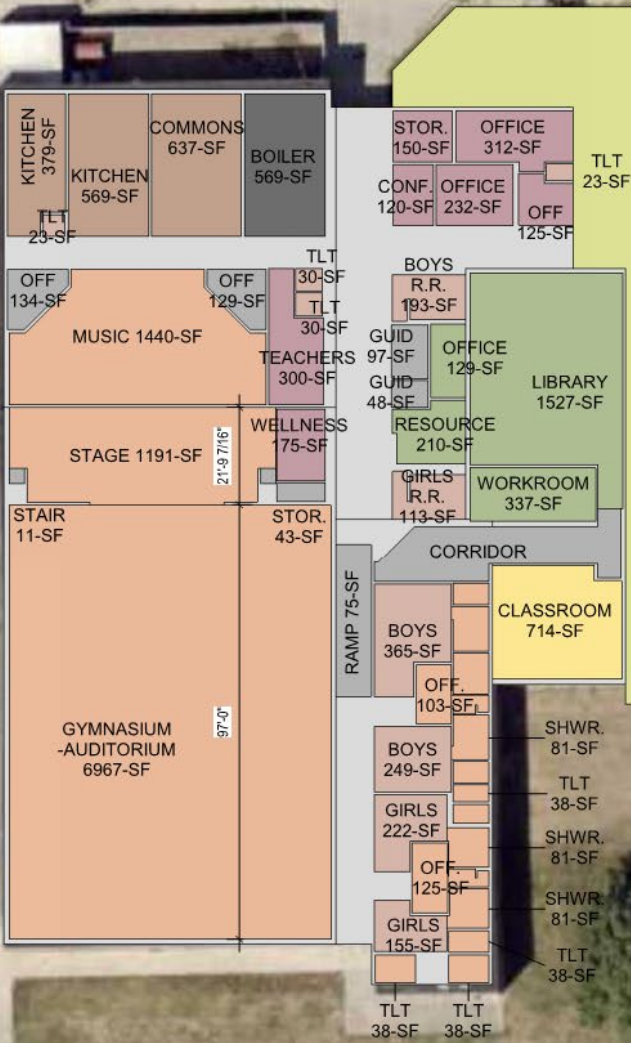 KITCHEN
379-SF
KITCHEN
569-SF
COMMONS
637-SF
BOILER
569-SF
TLT
23-SF
STOR.
150-SF
OFFICE
312-SF
TLT
23-SF
CONF.
120-SF
OFFICE
232-SF
OFF
125-SF
OFF
134-SF
OFF
129-SF
MUSIC 1440-SF
TLT
30-SF
TLT
30-SF
TEACHERS
300-SF
BOYS
R.R.
193-SF
GUID
97-SF
OFFICE
129-SF
GUID
48-SF
LIBRARY
1527-SF
STAGE 1191-SF
21'-9 7/16"
WELLNESS
175-SF
RESOURCE
210-SF
GIRLS
R.R.
113-SF
WORKROOM
337-SF
STAIR
11-SF
STOR.
43-SF
CORRIDOR
RAMP 75-SF
BOYS
365-SF
CLASSROOM
714-SF
OFF.
103-SF
GYMNASIUM
-AUDITORIUM
6967-SF
97'-0"
BOYS
249-SF
SHWR.
81-SF
TLT
38-SF
GIRLS
222-SF
SHWR.
81-SF
OFF.
125-SF
SHWR.
81-SF
GIRLS
155-SF
TLT
38-SF
TLT
38-SF
TLT
38-SF